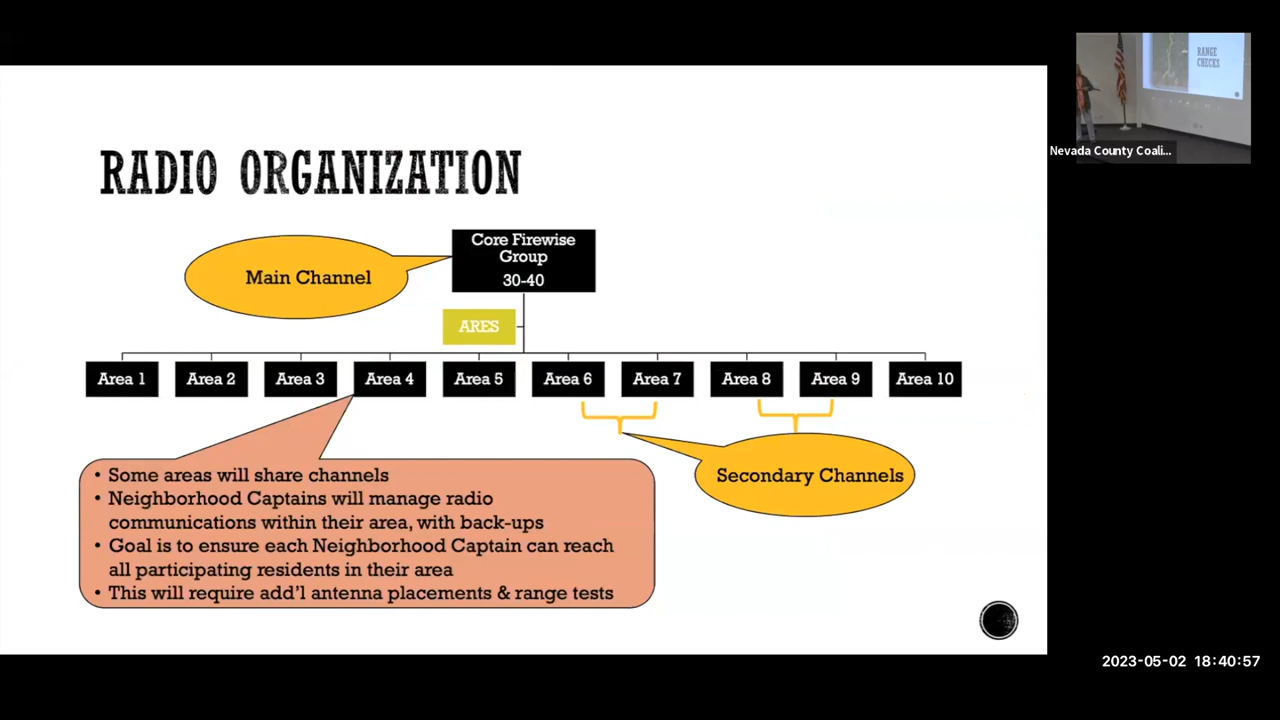 RADIO ORGANIZATION
Core Firewise
Group
30-40
Main Channel
ARES
Area 1
Area 2
Area 3
Area 4
Area 5
Area 6
Area 7
Area 8
Area 9
Area 10
• Some areas will share channels
• Neighborhood Captains will manage radio
communications within their area, with back-ups
• Goal is to ensure each Neighborhood Captain can reach
all participating residents in their area
• This will require add'l antenna placements & range tests
Secondary Channels
RANGE
CHECKS
Nevada County Coali...
2023-05-02 18:40:57